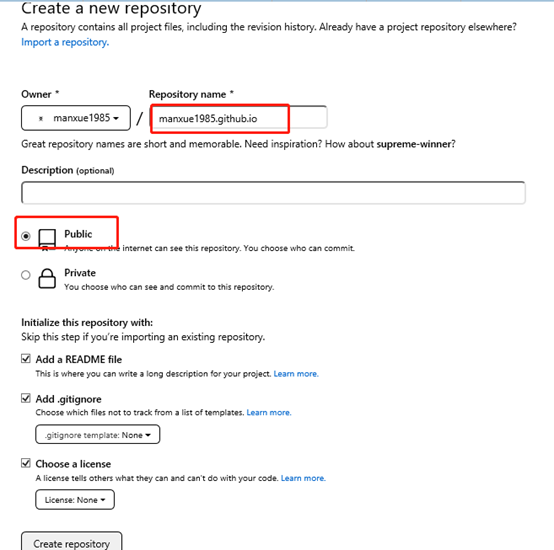 Create a new repository
A repository contains all project files, including the revision history. Already have a project repository elsewhere?
Import a repository.
Owner * Repository name *
manxue1985 / manxue1985.github.io
Great repository names are short and memorable. Need inspiration? How about supreme-winner?
Description (optional)
Public
Anyone on the internet can see this repository. You choose who can commit.
Private
You choose who can see and commit to this repository.
Initialize this repository with:
Skip this step if you're importing an existing repository.
Add a README file
This is where you can write a long description for your project. Learn more.
Add .gitignore
Choose which files not to track from a list of templates. Learn more.
.gitignore template: None
Choose a license
A license tells others what they can and can't do with your code. Learn more.
License: None
Create repository